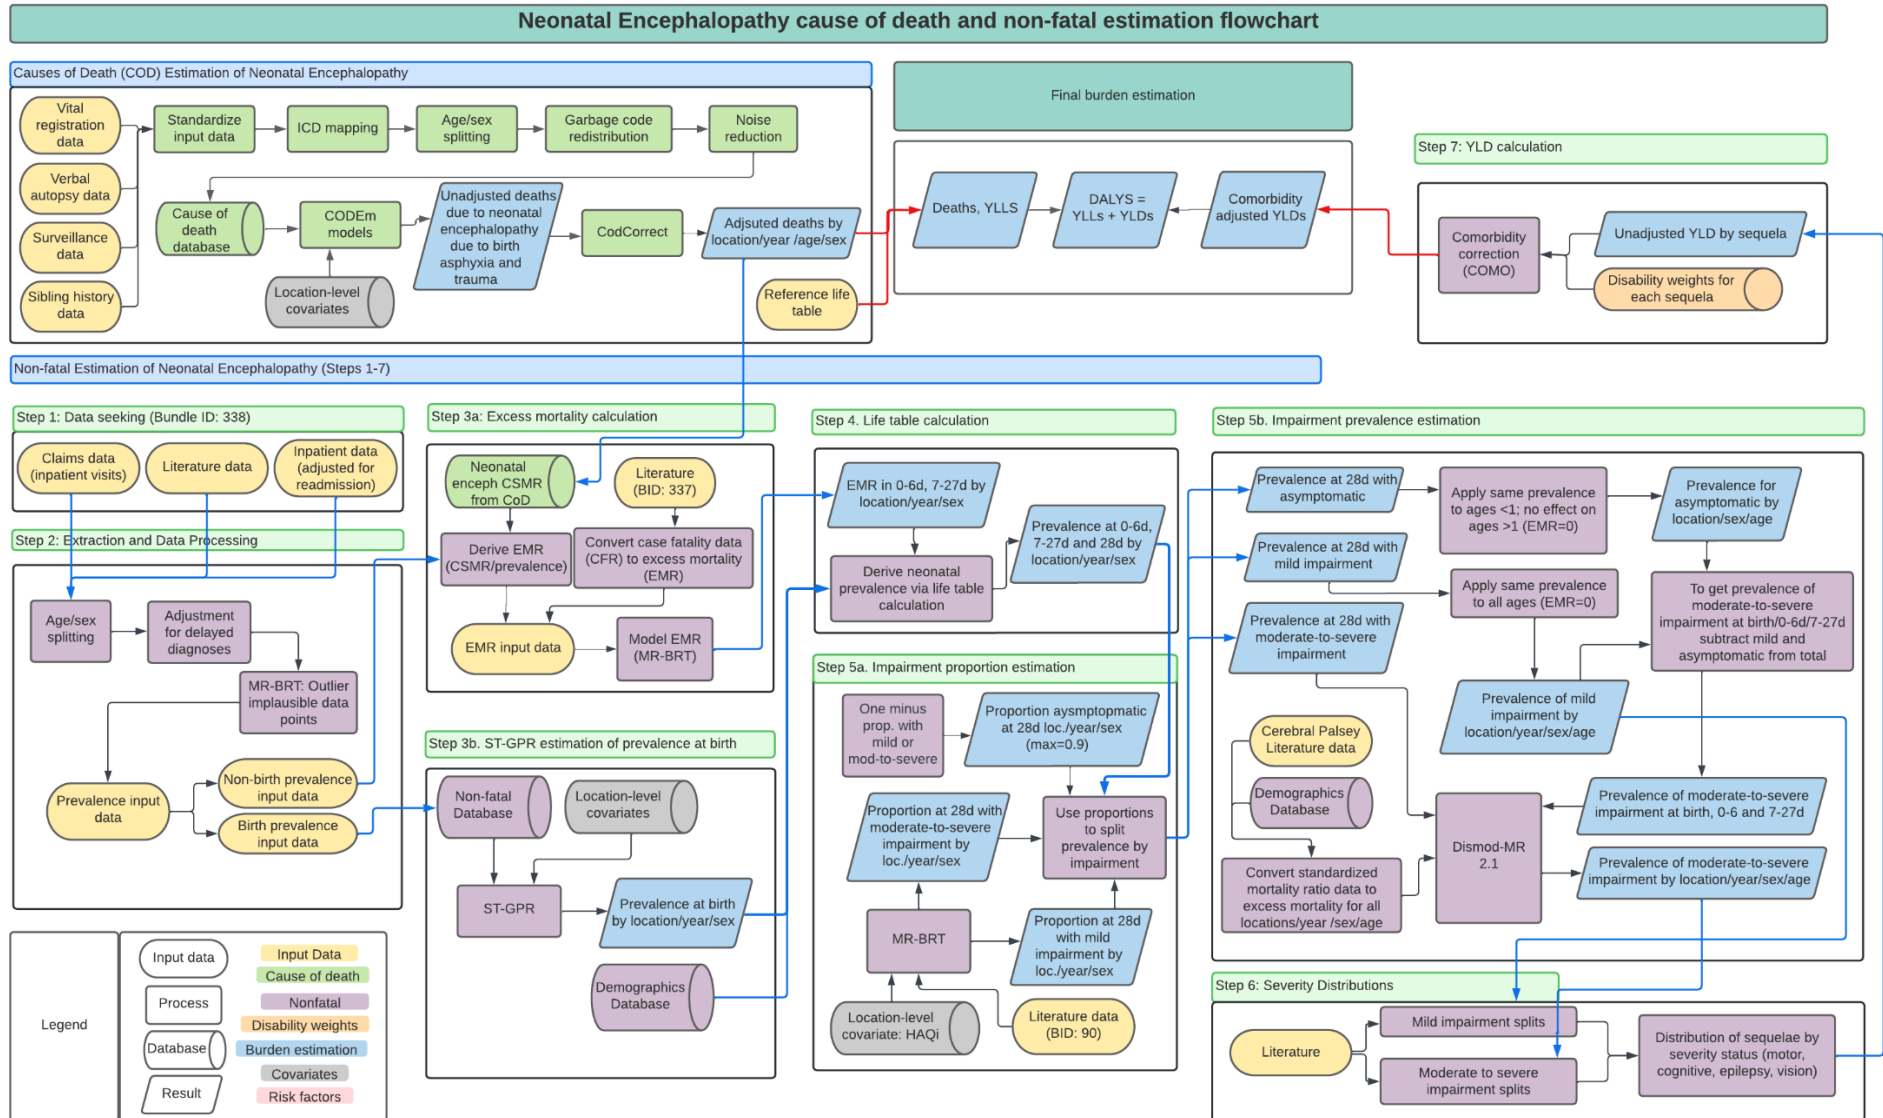 Neonatal Encephalopathy cause of death and non-fatal estimation flowchart
Causes of Death (COD) Estimation of Neonatal Encephalopathy
Vital
registration
data
Verbal
autopsy data
Surveillance
data
Sibling history
data
Standardize
input data
ICD mapping
Age/sex
splitting
Garbage code
redistribution
Noise
reduction
Cause of
death
database
CODEm
models
Location-level
covariates
Unadjusted deaths
due to neonatal
encephalopathy
due to birth
asphyxia and
trauma
CodCorrect
Adjsuted deaths by
location/year /age/sex
Reference life
table
Final burden estimation
Deaths, YLLS
DALYS =
YLLs + YLDs
Comorbidity
adjusted YLDs
Step 7: YLD calculation
Comorbidity
correction
(COMO)
Unadjusted YLD by sequela
Disability weights for
each sequela
Non-fatal Estimation of Neonatal Encephalopathy (Steps 1-7)
Step 1: Data seeking (Bundle ID: 338)
Claims data
(inpatient visits)
Literature data
Inpatient data
(adjusted for
readmission)
Step 2: Extraction and Data Processing
Age/sex
splitting
Adjustment
for delayed
diagnoses
MR-BRT: Outlier
implausible data
points
Prevalence input
data
Non-birth prevalence
input data
Birth prevalence
input data
Step 3a: Excess mortality calculation
Neonatal
enceph CSMR
from CoD
Literature
(BID: 337)
Derive EMR
(CSMR/prevalence)
Convert case fatality data
(CFR) to excess mortality
(EMR)
EMR input data
Model EMR
(MR-BRT)
Step 3b. ST-GPR estimation of prevalence at birth
Non-fatal
Database
Location-level
covariates
ST-GPR
Prevalence at birth
by location/year/sex
Demographics
Database
Step 4. Life table calculation
EMR in 0-6d, 7-27d by
location/year/sex
Derive neonatal
prevalence via life table
calculation
Prevalence at 0-6d,
7-27d and 28d by
location/year/sex
Step 5a. Impairment proportion estimation
One minus
prop. with
mild or
mod-to-severe
Proportion aysmptopmatic
at 28d loc./year/sex
(max=0.9)
Proportion at 28d with
moderate-to-severe
impairment by
loc./year/sex
Use proportions
to split
prevalence by
impairment
MR-BRT
Proportion at 28d
with mild
impairment by
loc./year/sex
Location-level
covariate: HAQi
Literature data
(BID: 90)
Step 5b. Impairment prevalence estimation
Prevalence at 28d with
asymptomatic
Apply same prevalence
to ages <1; no effect on
ages >1 (EMR=0)
Prevalence for
asymptomatic by
location/sex/age
Prevalence at 28d with
mild impairment
Apply same prevalence
to all ages (EMR=0)
To get prevalence of
moderate-to-severe
impairment at birth/0-6d/7-27d
subtract mild and
asymptomatic from total
Prevalence at 28d with
moderate-to-severe
impairment
Prevalence of mild
impairment by
location/year/sex/age
Cerebral Palsey
Literature data
Demographics
Database
Convert standardized
mortality ratio data to
excess mortality for all
locations/year /sex/age
Dismod-MR
2.1
Prevalence of moderate-to-severe
impairment at birth, 0-6 and 7-27d
Prevalence of moderate-to-severe
impairment by location/year/sex/age
Step 6: Severity Distributions
Literature
Mild impairment splits
Moderate to severe
impairment splits
Distribution of sequelae by
severity status (motor,
cognitive, epilepsy, vision)
Legend
Input data
Process
Database
Result
Input Data
Cause of death
Nonfatal
Disability weights
Burden estimation
Covariates
Risk factors